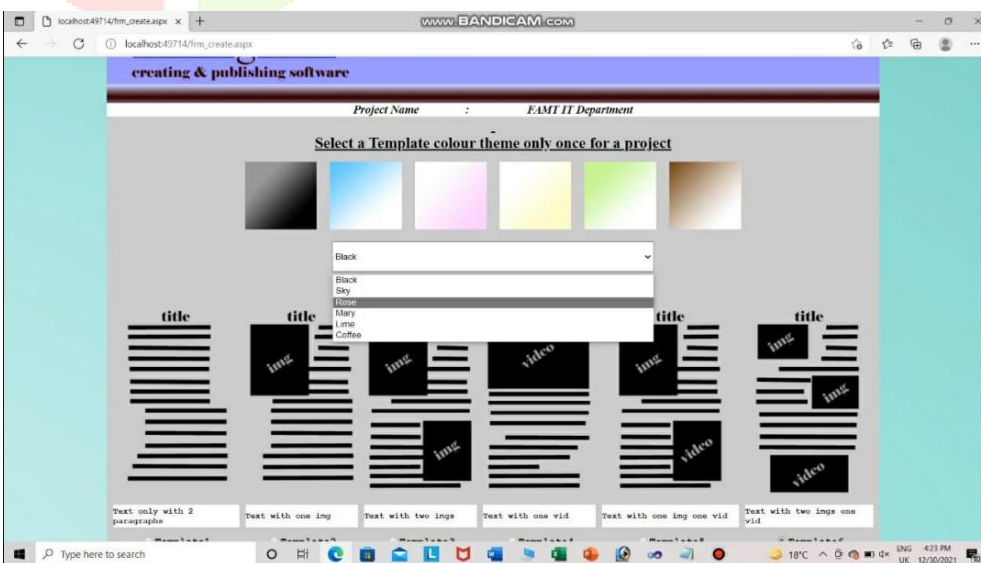 localhost:49714/frm_create.aspx
www.BANDICAM.com
localhost:49714/frm_create.aspx
creating & publishing software
Project Name : FAMT IT Department
Select a Template colour theme only once for a project
Black
Black
Sky
Rose
Mary
Lime
Coffee
title title title title
img img video img img
img
img video video
Text only with 2 paragraphs
Text with one img
Text with two ings
Text with one vid
Text with one img one vid
Text with two ings one vid
Type here to search
18°C
ENG 4:23 PM
UK 12/30/2021